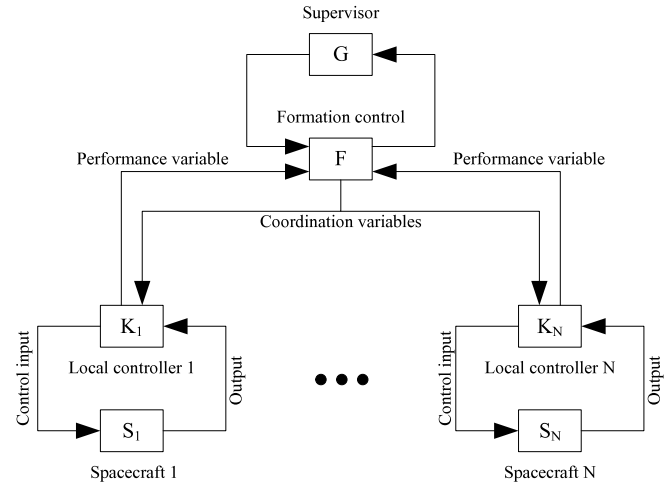 Supervisor
G
Formation control
F
Performance variable
Performance variable
Coordination variables
K1
KN
Control input
Local controller 1
Output
Control input
Local controller N
Output
S1
SN
Spacecraft 1
Spacecraft N